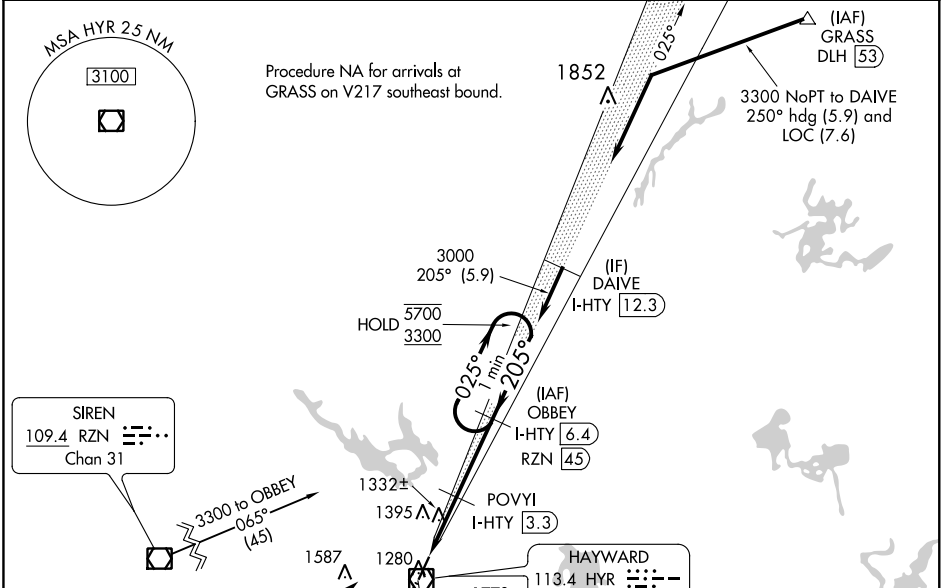 MSA HYR 25 NM
3100
Procedure NA for arrivals at
GRASS on V217 southeast bound.
1852
025°
(IAF)
GRASS
DLH 53
3300 NoPT to DAIVE
250° hdg (5.9) and
LOC (7.6)
3000
205° (5.9)
(IF)
DAIVE
I-HTY 12.3
HOLD 5700
3300
025°
1 min
205°
(IAF)
OBBEY
I-HTY 6.4
RZN 45
SIREN
109.4 RZN
Chan 31
1332±
1395
POVYI
I-HTY 3.3
3300 to OBBEY
065°
(45)
1587
1280
HAYWARD
113.4 HYR